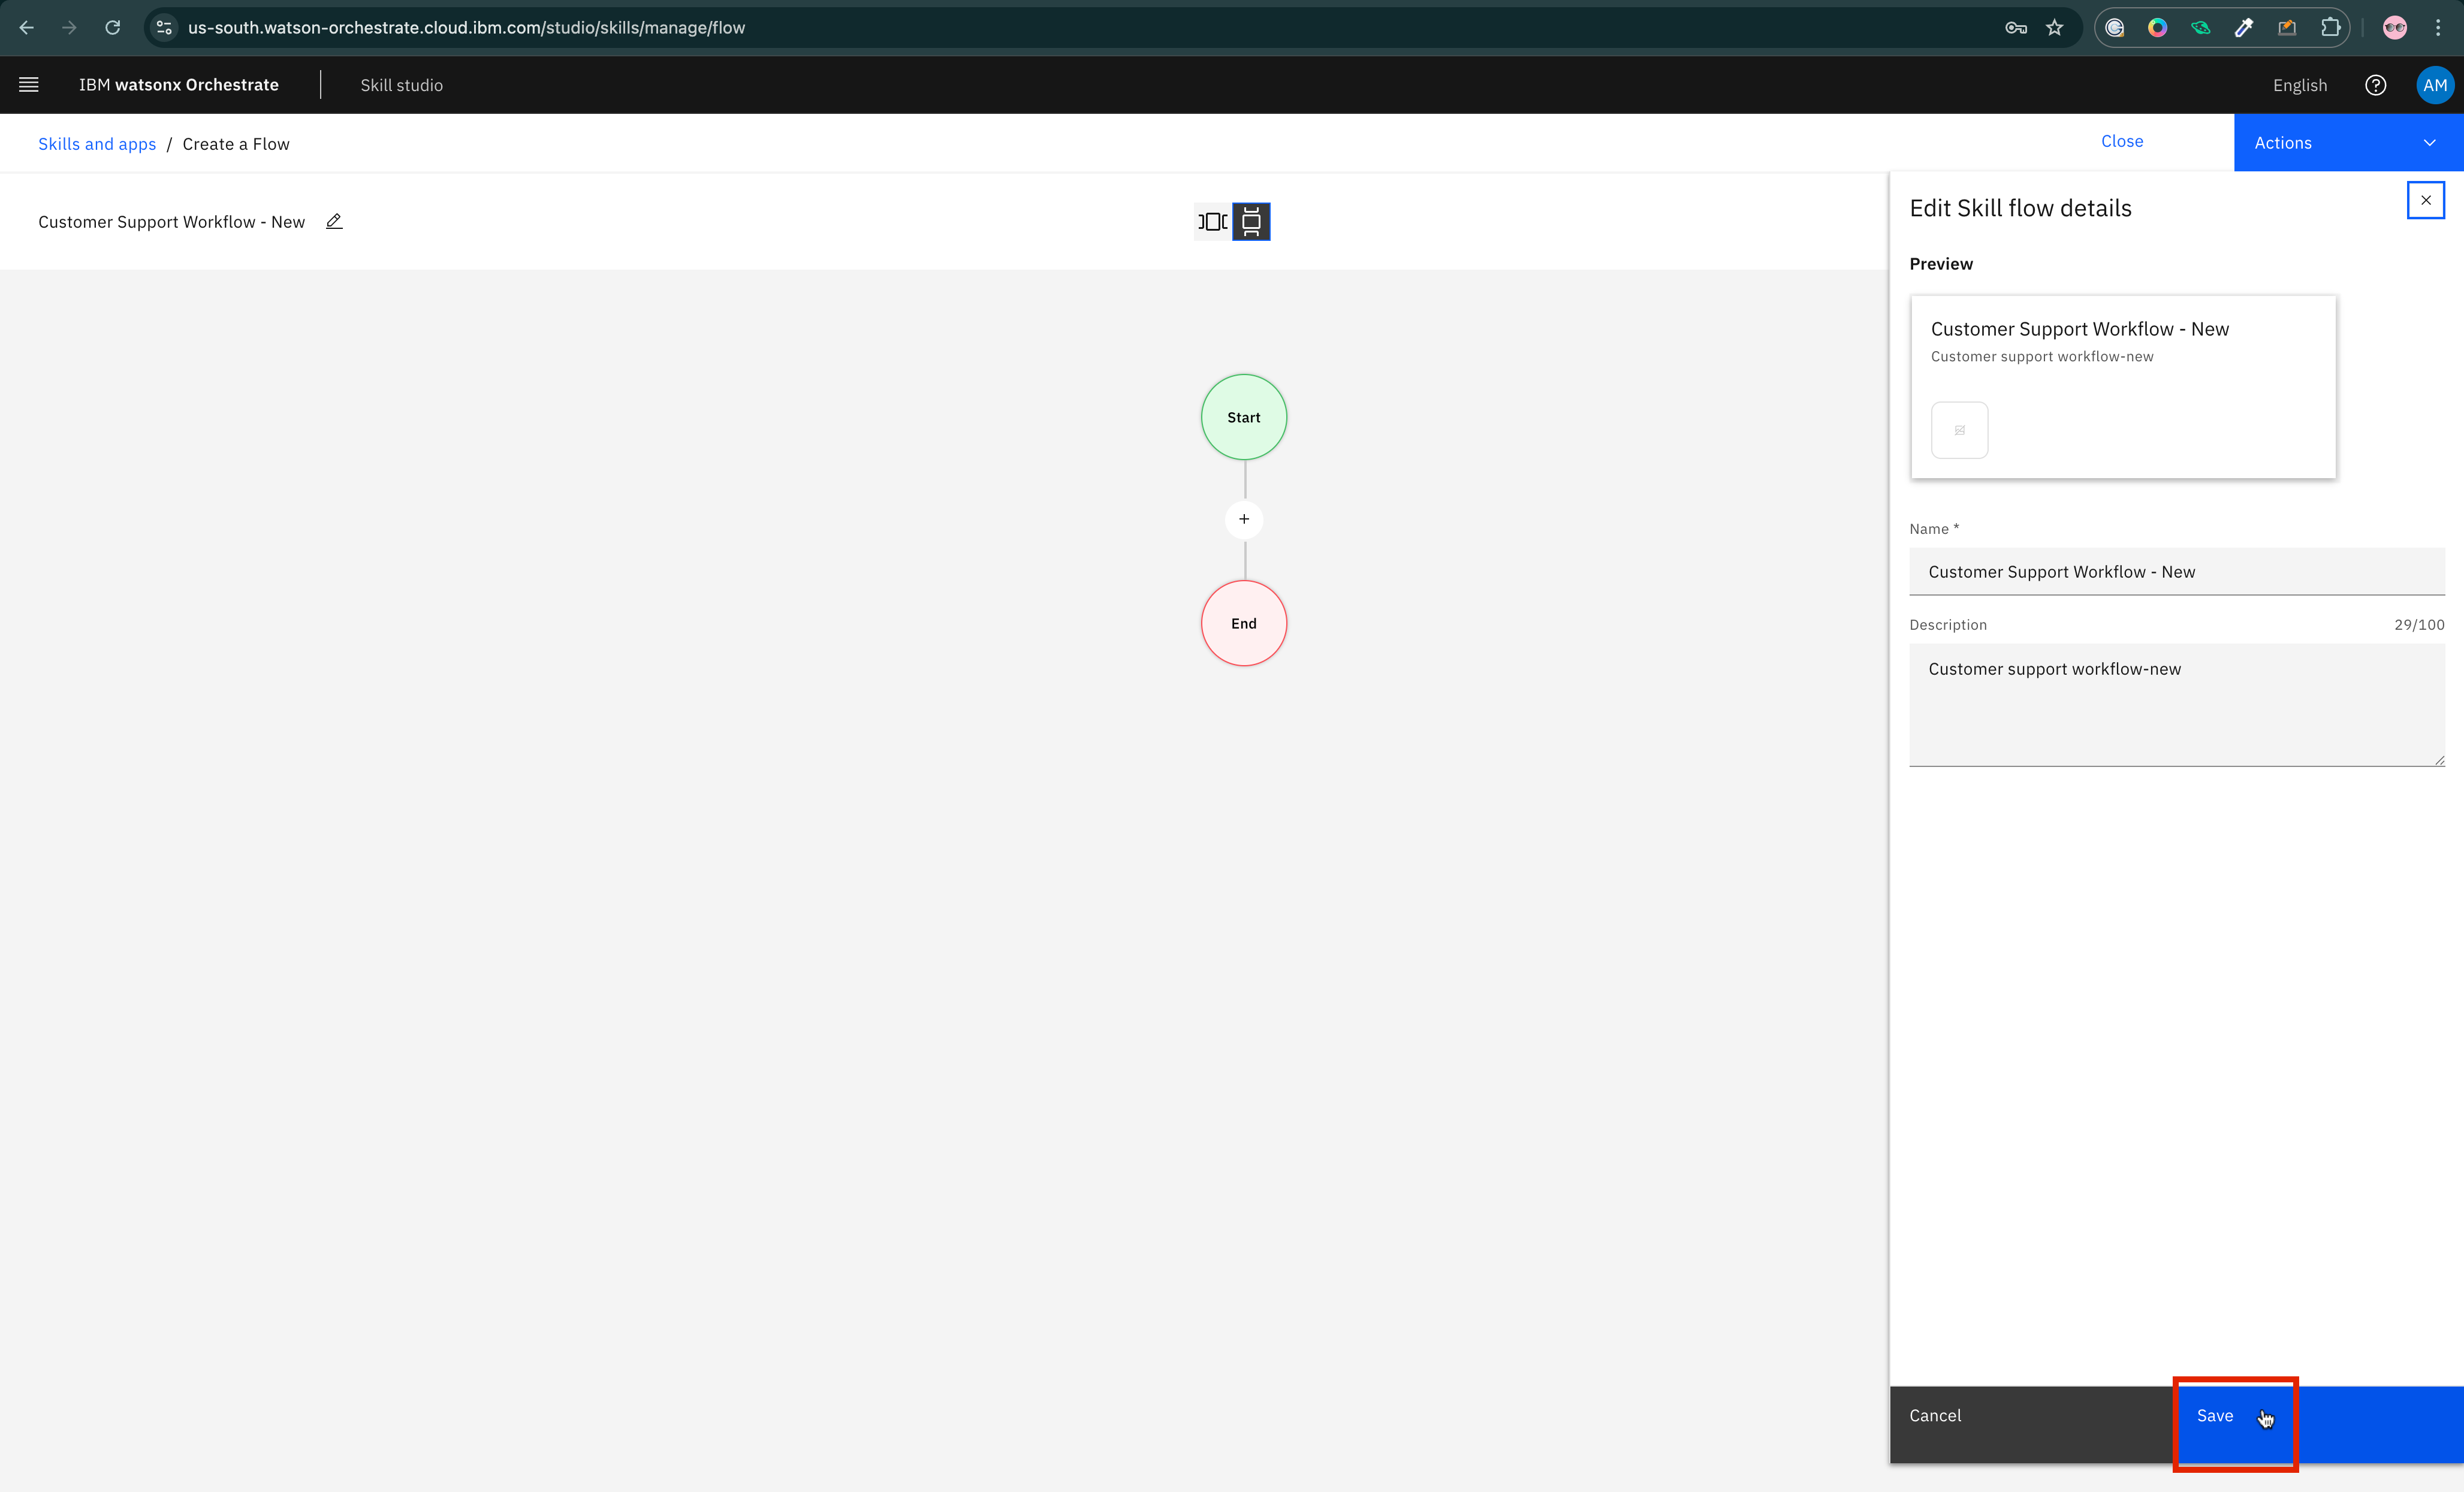 us-south.watson-orchestrate.cloud.ibm.com/studio/skills/manage/flow
IBM watsonx Orchestrate
Skill studio
English
AM
Skills and apps / Create a Flow
Close
Actions
Customer Support Workflow - New
Start
+
End
Edit Skill flow details
Preview
Customer Support Workflow - New
Customer support workflow-new
Name *
Customer Support Workflow - New
Description
29/100
Customer support workflow-new
Cancel
Save